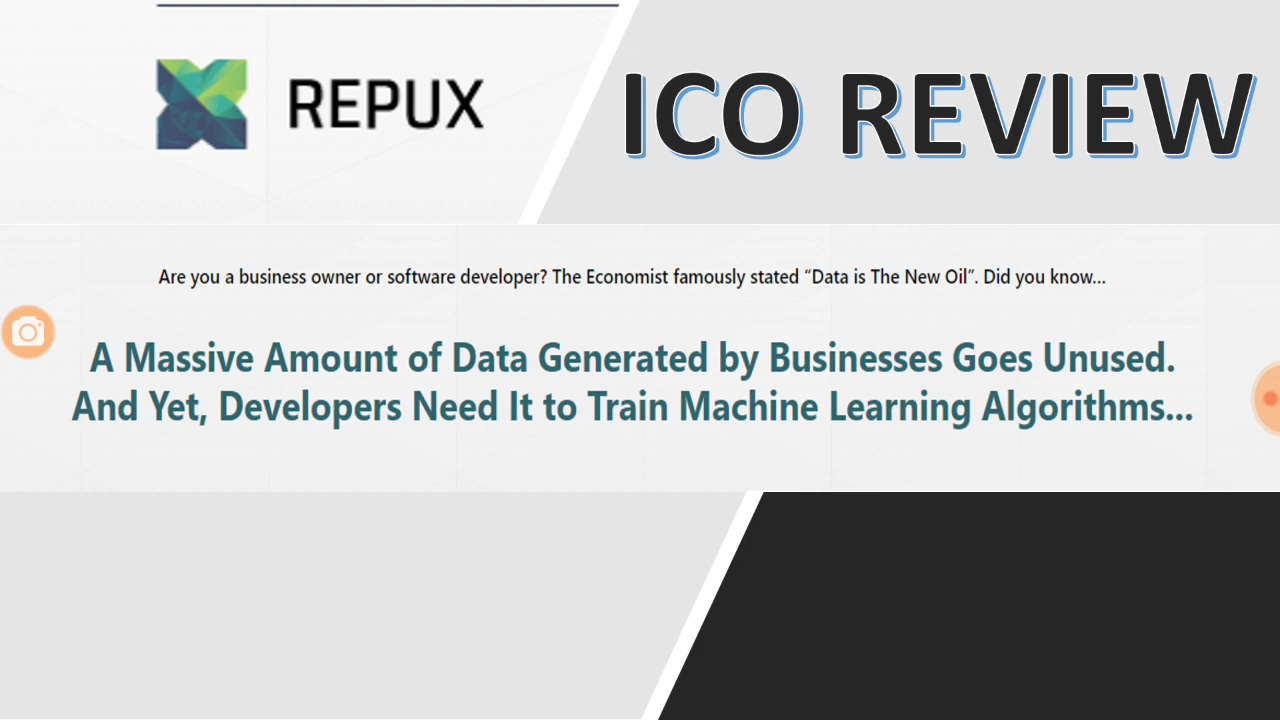 REPUX
ICO REVIEW
Are you a business owner or software developer? The Economist famously stated “Data is The New Oil”. Did you know...
A Massive Amount of Data Generated by Businesses Goes Unused.
And Yet, Developers Need It to Train Machine Learning Algorithms...